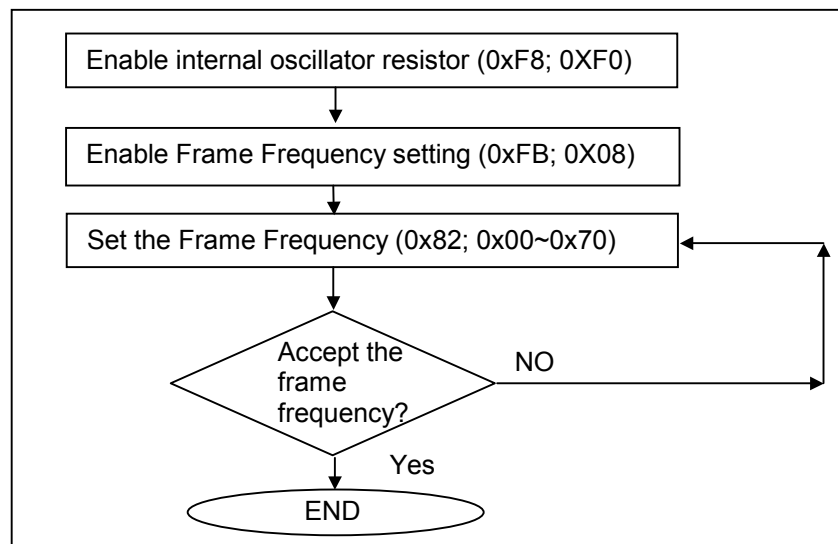 Enable internal oscillator resistor (0xF8; 0XF0)
Enable Frame Frequency setting (0xFB; 0X08)
Set the Frame Frequency (0x82; 0x00~0x70)
Accept the
frame
frequency?
NO
Yes
END